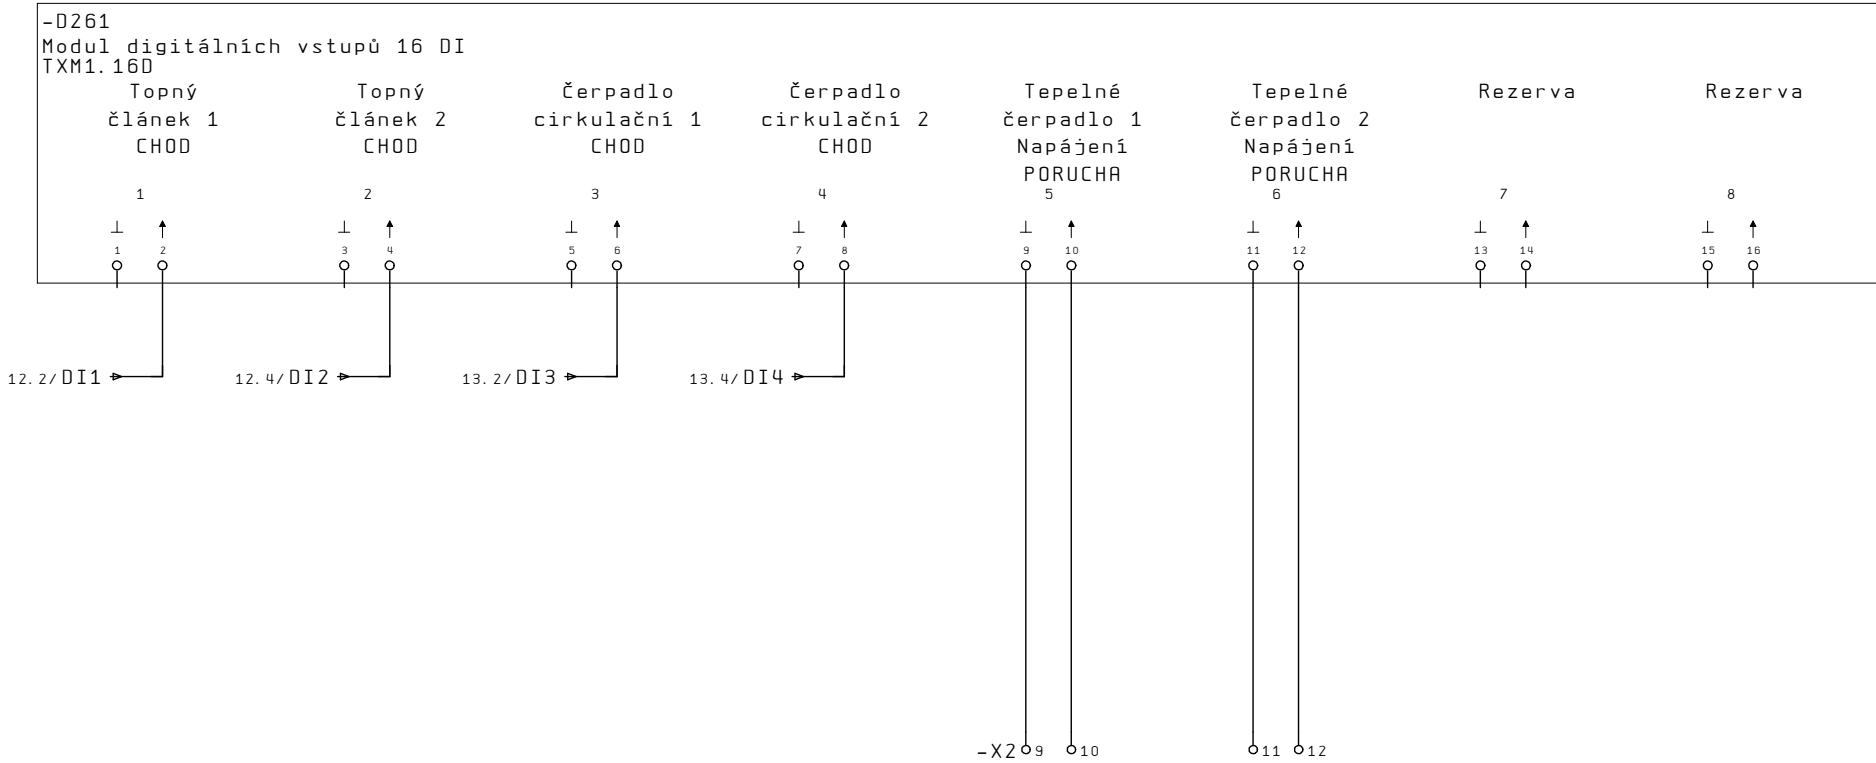 -D261
Modul digitálních vstupů 16 DI
TXM1.16D
Topný
článek 1
CHOD
Topný
článek 2
CHOD
Čerpadlo
cirkulační 1
CHOD
Čerpadlo
cirkulační 2
CHOD
Tepelné
čerpadlo 1
Napájení
PORUCHA
Tepelné
čerpadlo 2
Napájení
PORUCHA
Rezerva
Rezerva
1 2 3 4 5 6 7 8
1 2 3 4 5 6 7 8 9 10 11 12 13 14 15 16
12.2/DI1
12.4/DI2
13.2/DI3
13.4/DI4
-X2 9 10 11 12